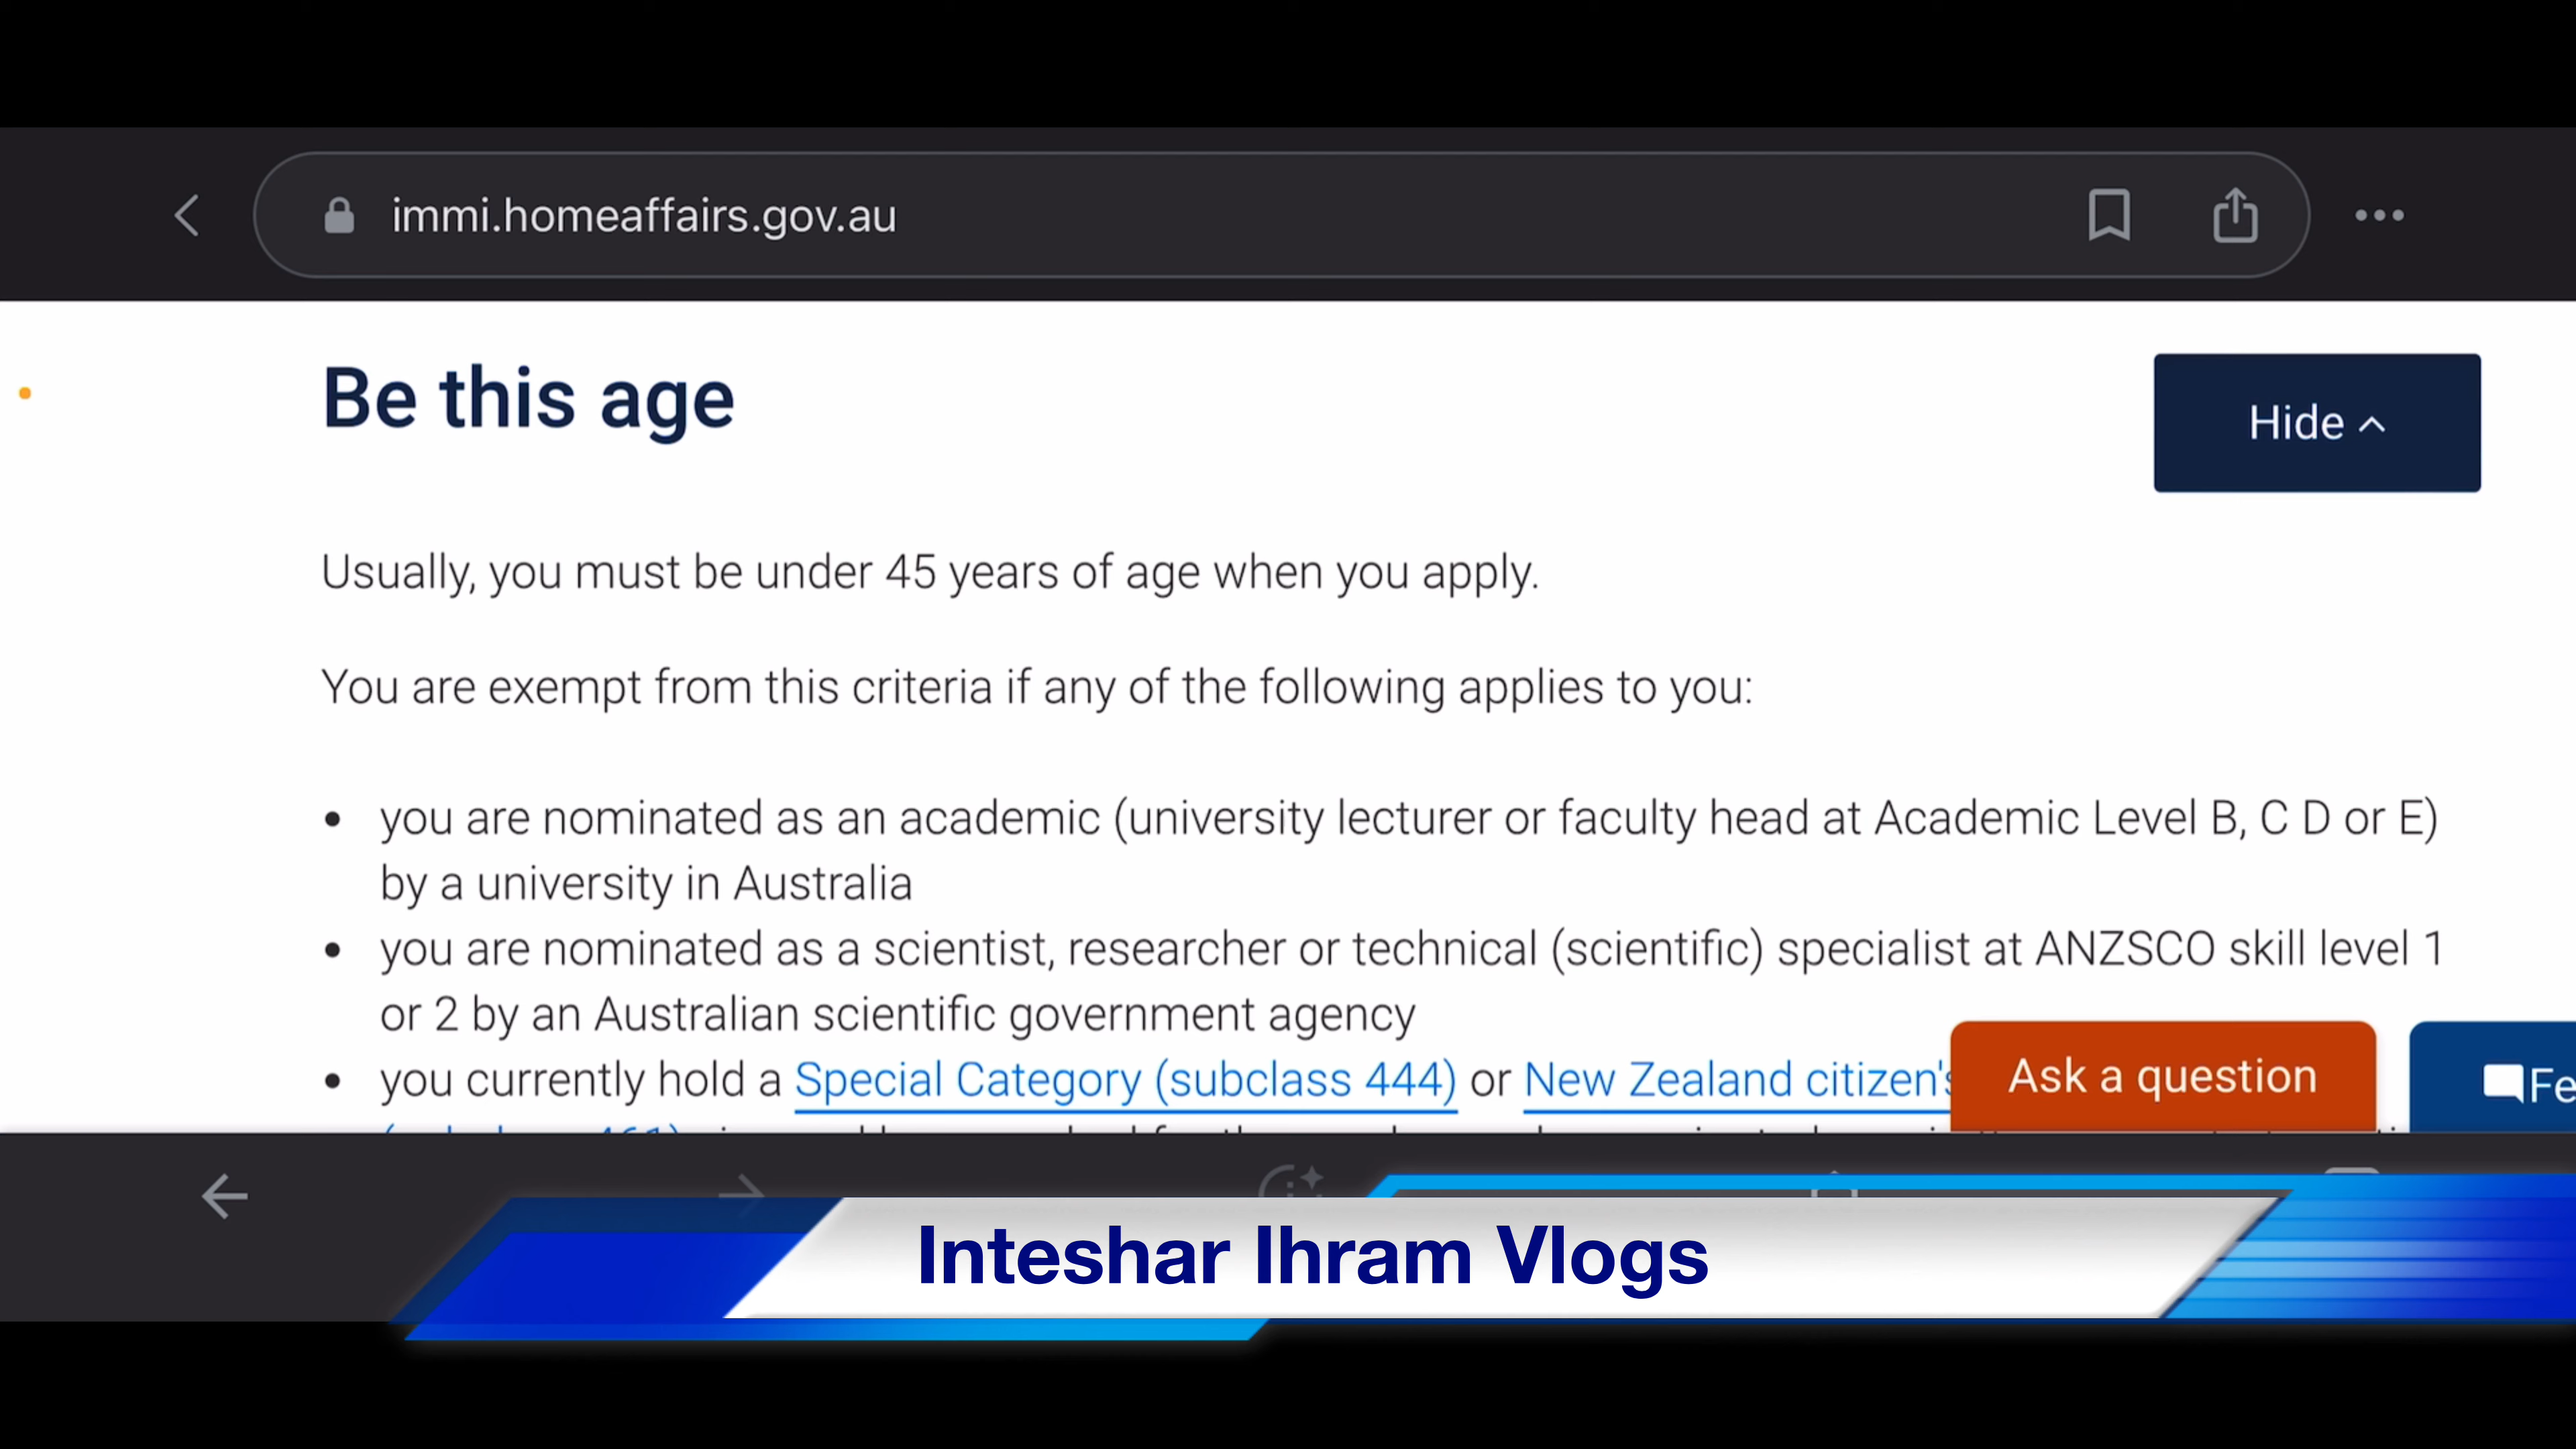 immi.homeaffairs.gov.au
Be this age
Hide
Usually, you must be under 45 years of age when you apply.
You are exempt from this criteria if any of the following applies to you:
• you are nominated as an academic (university lecturer or faculty head at Academic Level B, C D or E)
by a university in Australia
• you are nominated as a scientist, researcher or technical (scientific) specialist at ANZSCO skill level 1
or 2 by an Australian scientific government agency
• you currently hold a Special Category (subclass 444) or New Zealand citizen's
Ask a question
Fe
Inteshar Ihram Vlogs